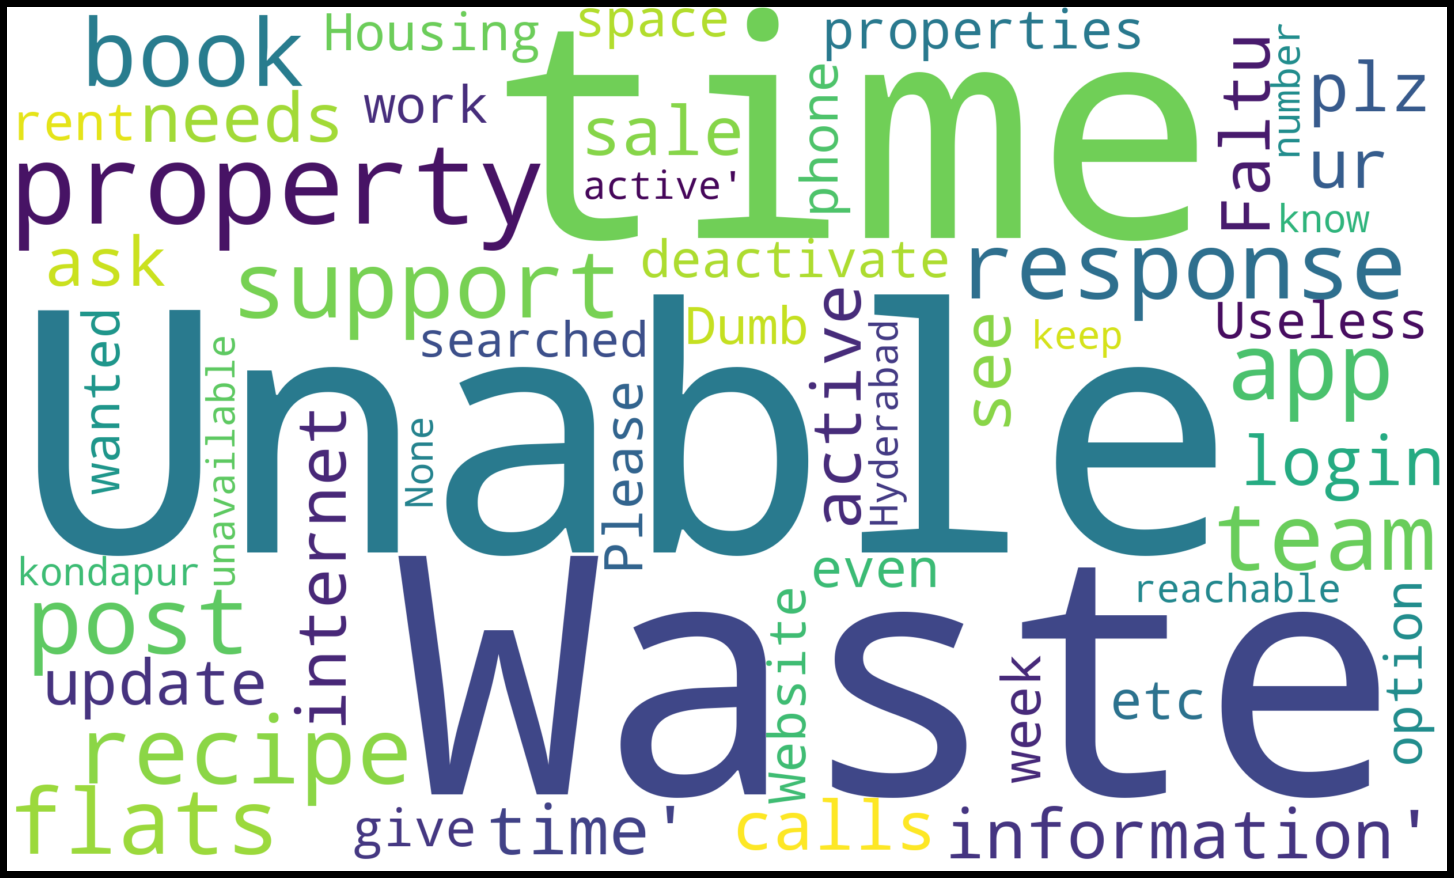 book
Housing
space
time
properties
Faltu
number
plz
rent
needs
work
sale
phone
ur
property
active'
know
ask
support
deactivate
response
wanted
unavailable
searched
Dumb
active
Hyderabad
see
keep
Useless
app
Unable
internet
None
Please
login
team
kondapur
post
even
reachable
option
update
Waste
Website
week
etc
recipe
flats
give
time'
calls
information'